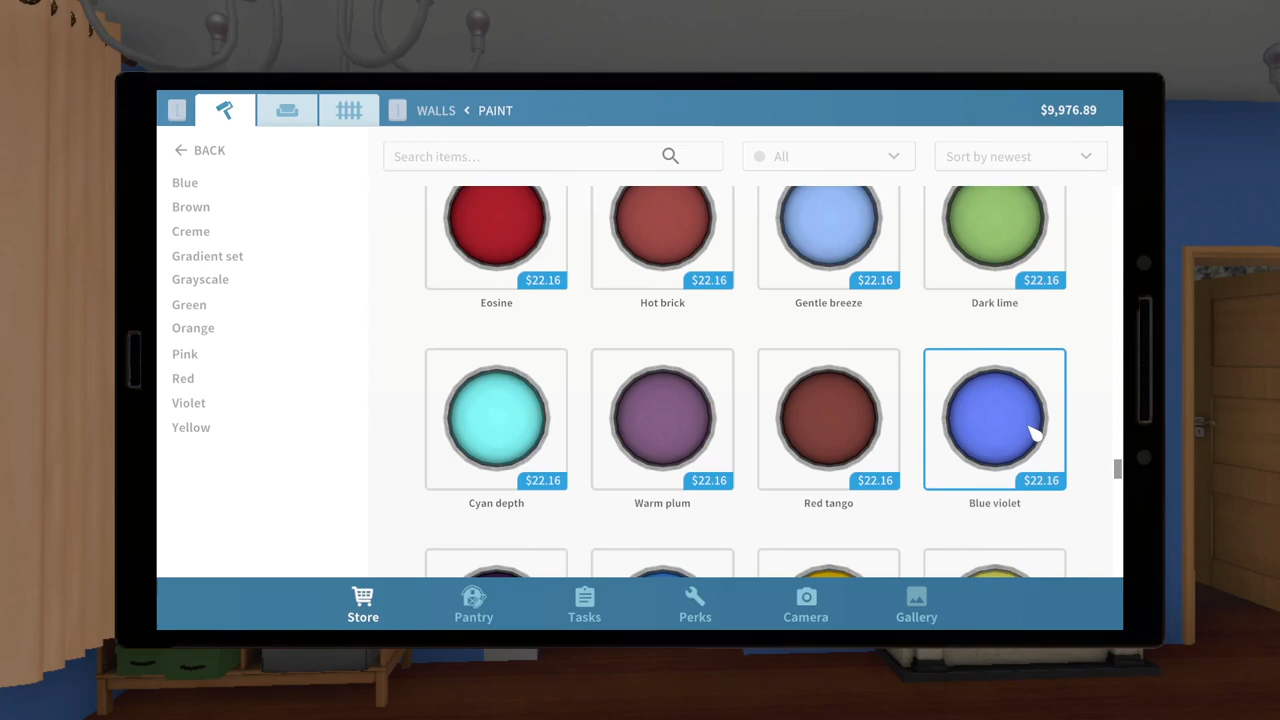 WALLS < PAINT
$9,976.89
BACK
Search items...
All
Sort by newest
Blue
Brown
Creme
Gradient set
Grayscale
Green
Orange
Pink
Red
Violet
Yellow
$22.16
$22.16
$22.16
$22.16
Eosine
Hot brick
Gentle breeze
Dark lime
$22.16
$22.16
$22.16
$22.16
Cyan depth
Warm plum
Red tango
Blue violet
Store
Pantry
Tasks
Perks
Camera
Gallery